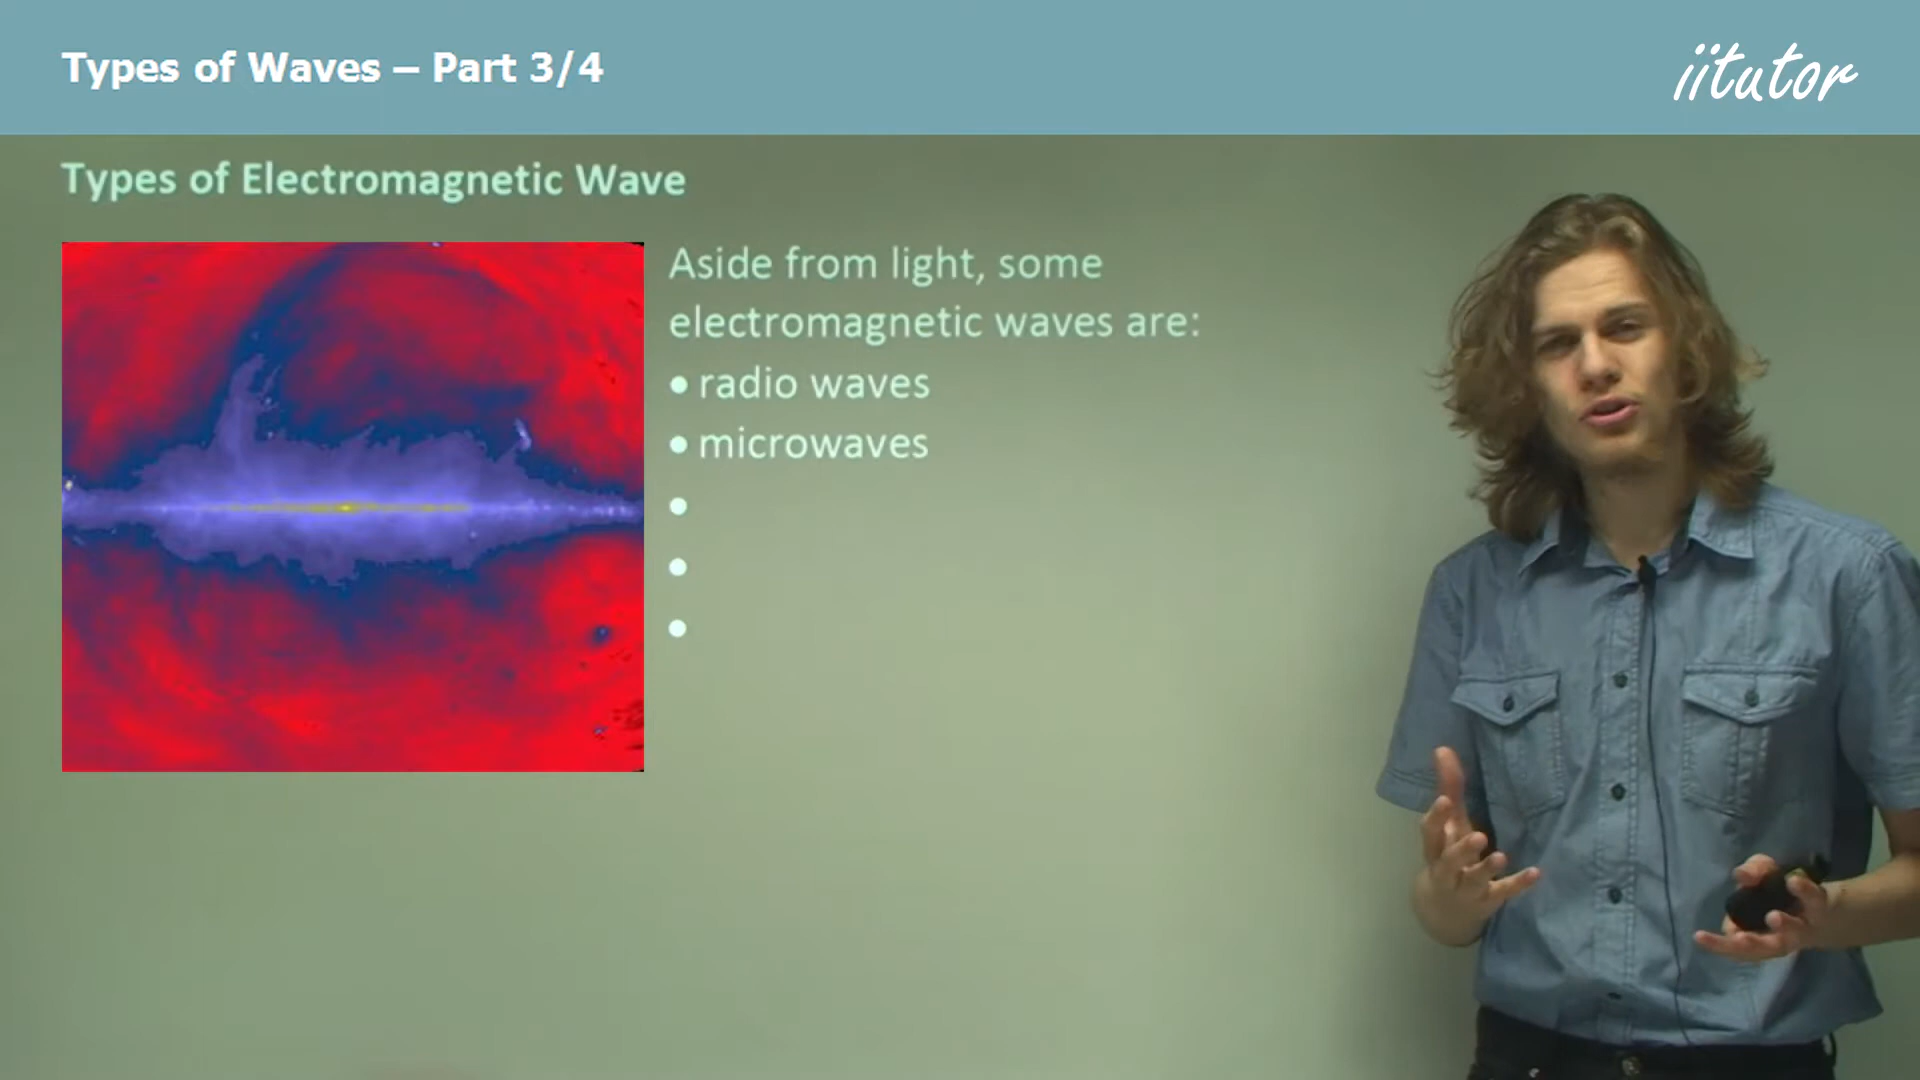 Types of Waves – Part 3/4
iitutor
Types of Electromagnetic Wave
Aside from light, some
electromagnetic waves are:
• radio waves
• microwaves
•
•
•